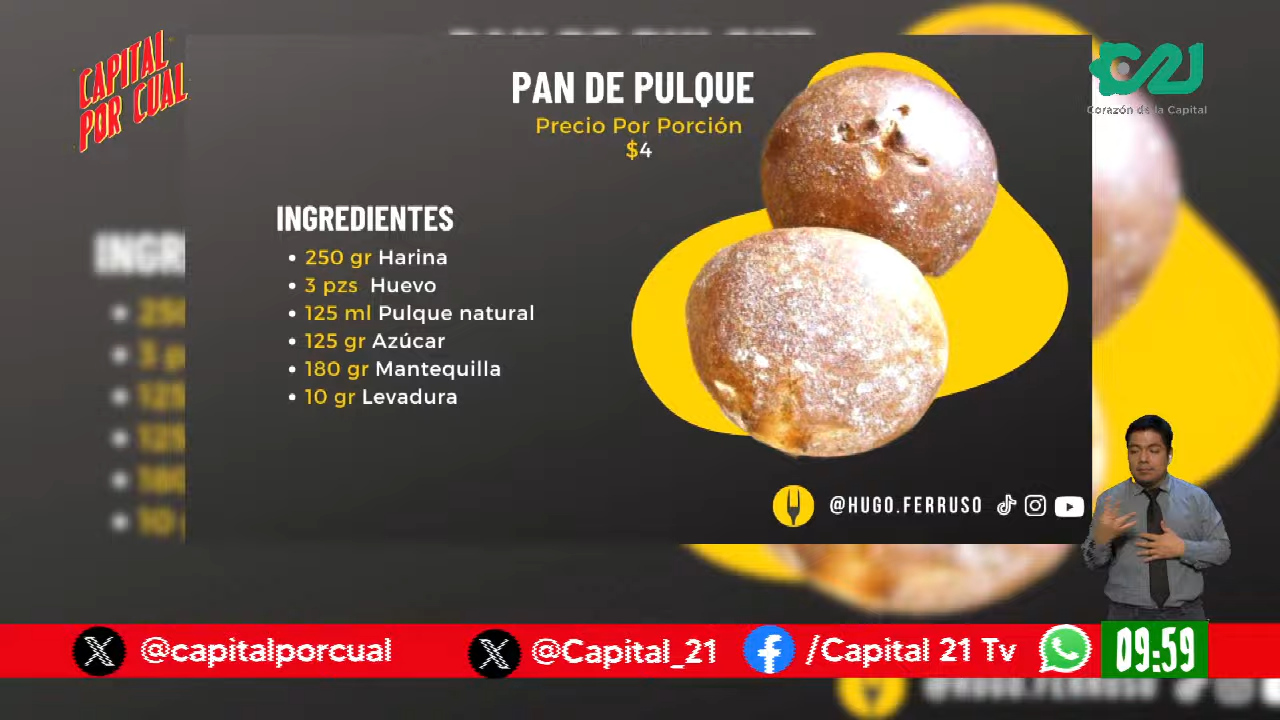 CAPITAL
POR CUAL
PAN DE PULQUE
Precio Por Porción
$4
C21
Corazón de la Capital
INGREDIENTES
• 250 gr Harina
• 3 pzs Huevo
• 125 ml Pulque natural
• 125 gr Azúcar
• 180 gr Mantequilla
• 10 gr Levadura
@HUGO.FERRUSO
@capitalporcual
@Capital_21
/Capital 21 Tv
09:59